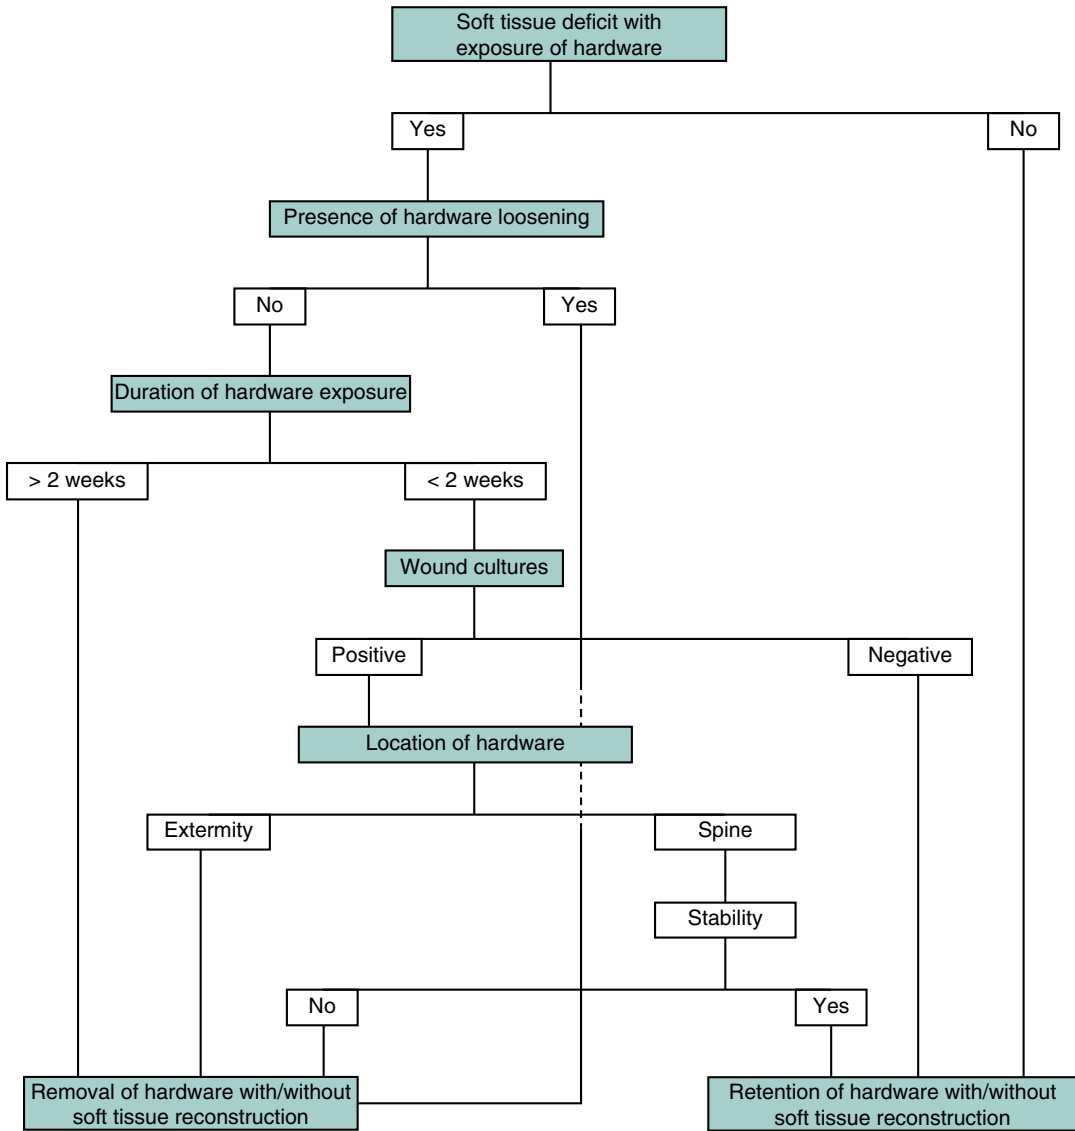 Soft tissue deficit with
exposure of hardware
Yes
No
Presence of hardware loosening
No
Yes
Duration of hardware exposure
> 2 weeks
< 2 weeks
Wound cultures
Positive
Negative
Location of hardware
Extermity
Spine
Stability
No
Yes
Removal of hardware with/without
soft tissue reconstruction
Retention of hardware with/without
soft tissue reconstruction